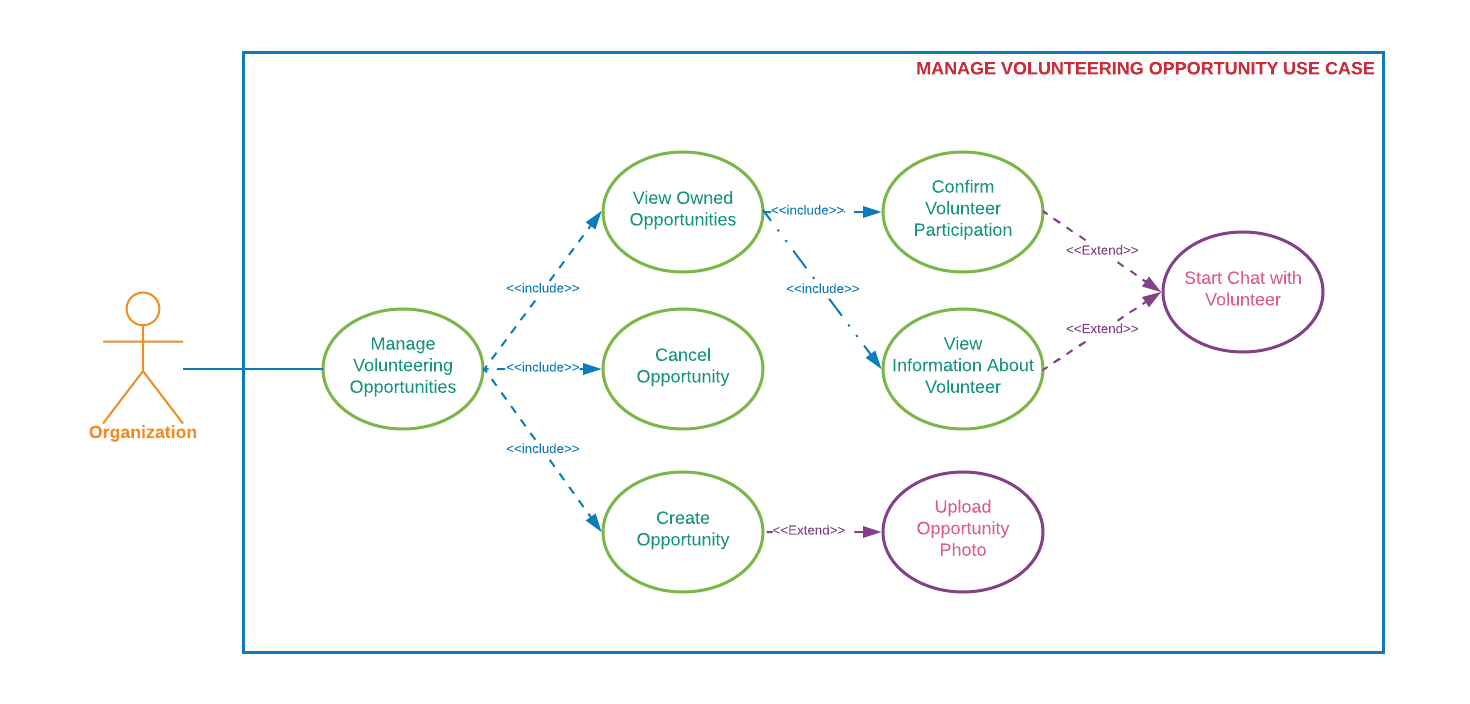 MANAGE VOLUNTEERING OPPORTUNITY USE CASE
View Owned
Opportunities
<<include>>
Confirm
Volunteer
Participation
<<Extend>>
Start Chat with
Volunteer
<<include>>
<<include>>
<<Extend>>
Organization
Manage
Volunteering
Opportunities
<<include>>
Cancel
Opportunity
View
Information About
Volunteer
<<include>>
Create
Opportunity
<<Extend>>
Upload
Opportunity
Photo